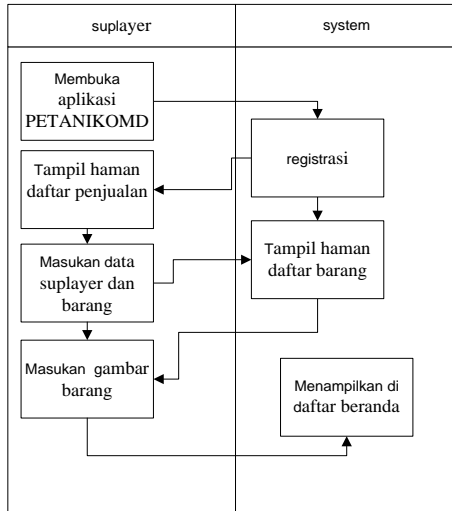 suplayer
system
Membuka
aplikasi
PETANIKOMD
registrasi
Tampil haman
daftar penjualan
Masukan data
suplayer dan
barang
Tampil haman
daftar barang
Masukan gambar
barang
Menampilkan di
daftar beranda